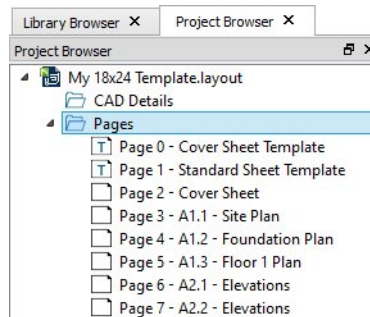 Library Browser Project Browser
Project Browser
My 18x24 Template.layout
CAD Details
Pages
T Page 0 - Cover Sheet Template
T Page 1 - Standard Sheet Template
Page 2 - Cover Sheet
Page 3 - A1.1 - Site Plan
Page 4 - A1.2 - Foundation Plan
Page 5 - A1.3 - Floor 1 Plan
Page 6 - A2.1 - Elevations
Page 7 - A2.2 - Elevations